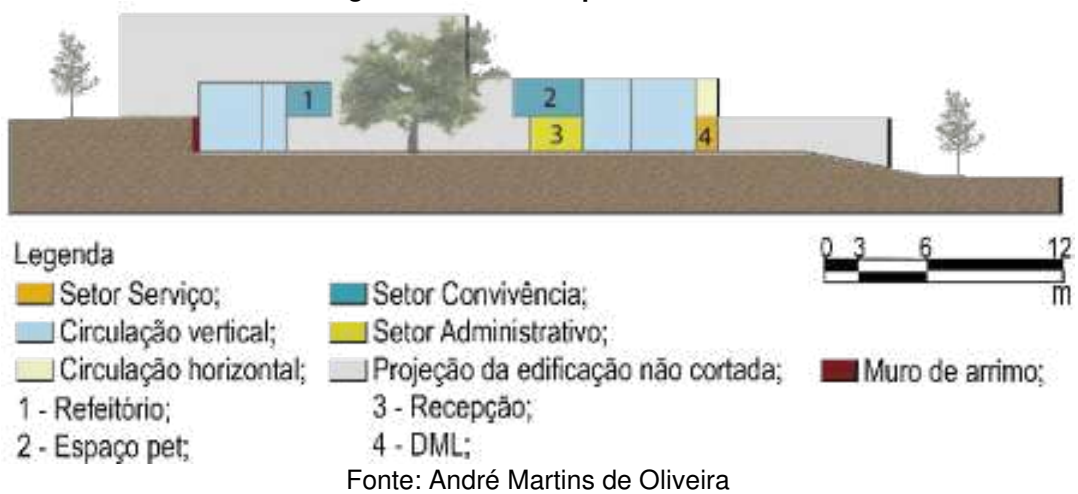 1
2
3
4
Legenda
0 3 6 12
m
Setor Serviço;
Setor Convivência;
Circulação vertical;
Setor Administrativo;
Circulação horizontal;
Projeção da edificação não cortada;
Muro de arrimo;
1 - Refeitório;
3 - Recepção;
2 - Espaço pet;
4 - DML;
Fonte: André Martins de Oliveira